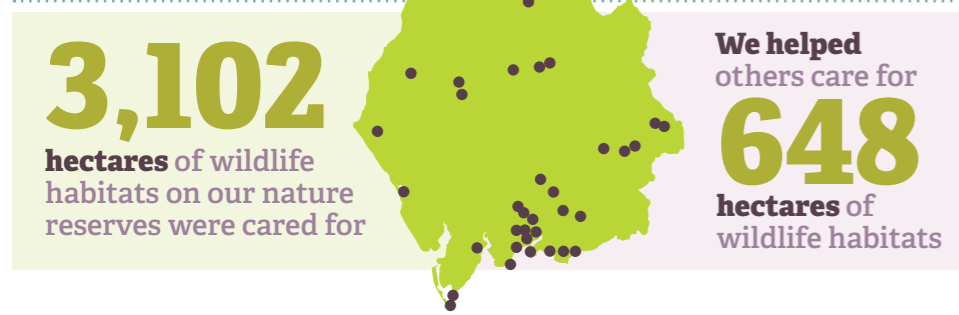 3,102
hectares of wildlife
habitats on our nature
reserves were cared for
We helped
others care for
648
hectares of
wildlife habitats